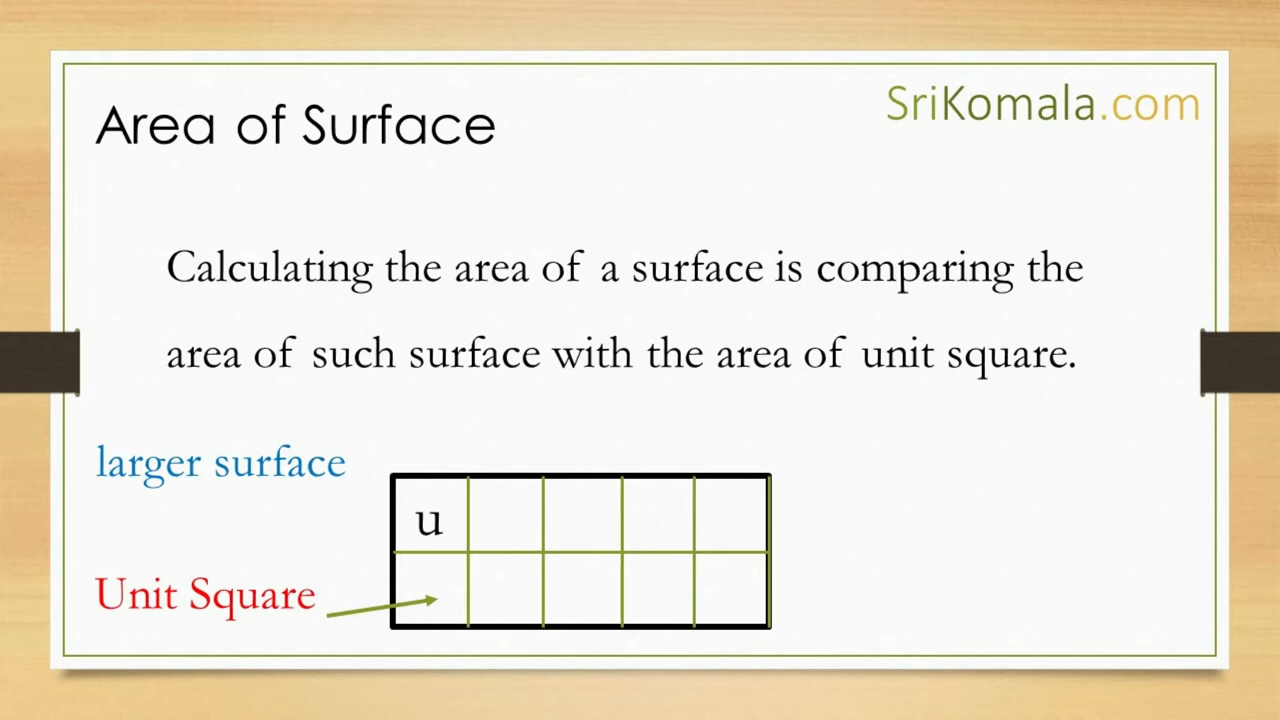 Area of Surface
SriKomala.com
Calculating the area of a surface is comparing the
area of such surface with the area of unit square.
larger surface
u
Unit Square